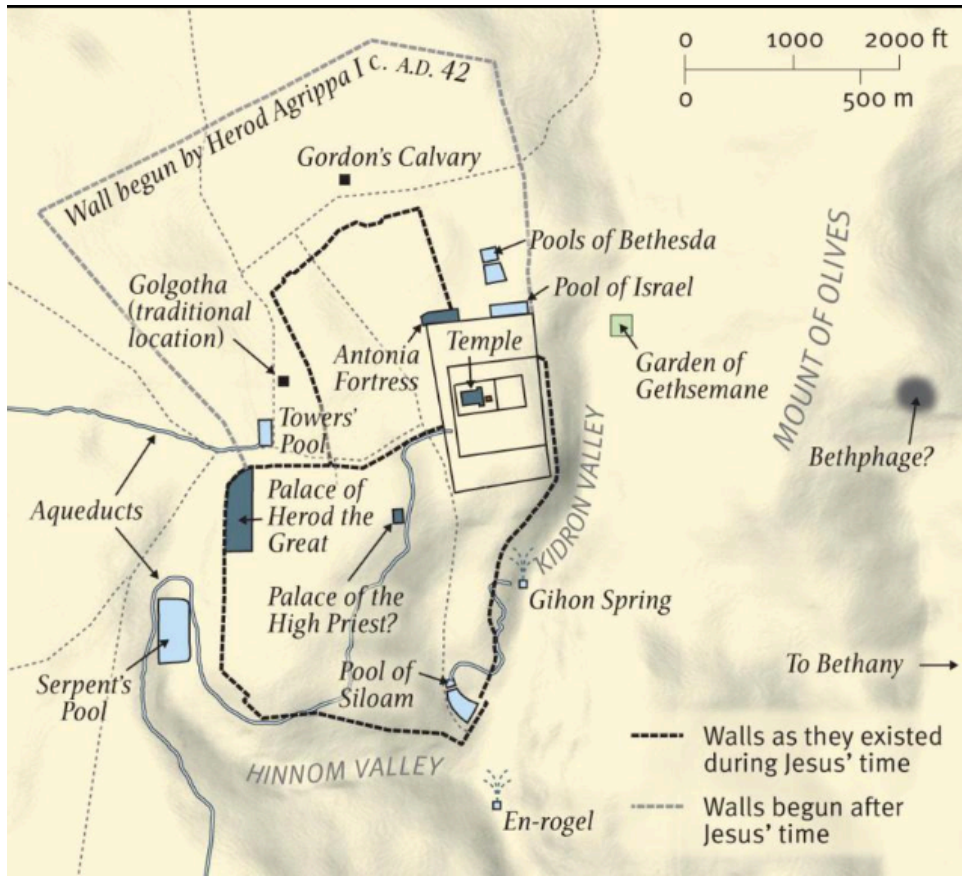 0 1000 2000 ft
0 500 m
Wall begun by Herod Agrippa I c. A.D. 42
Gordon's Calvary
Pools of Bethesda
Pool of Israel
Golgotha
(traditional
location)
Antonia
Fortress
Temple
Garden of
Gethsemane
MOUNT OF OLIVES
Bethphage?
Towers'
Pool
Aqueducts
Palace of
Herod the
Great
KIDRON VALLEY
Palace of the
High Priest?
Gihon Spring
Serpent's
Pool
Pool of
Siloam
To Bethany
HINNOM VALLEY
En-rogel
Walls as they existed
during Jesus' time
Walls begun after
Jesus' time